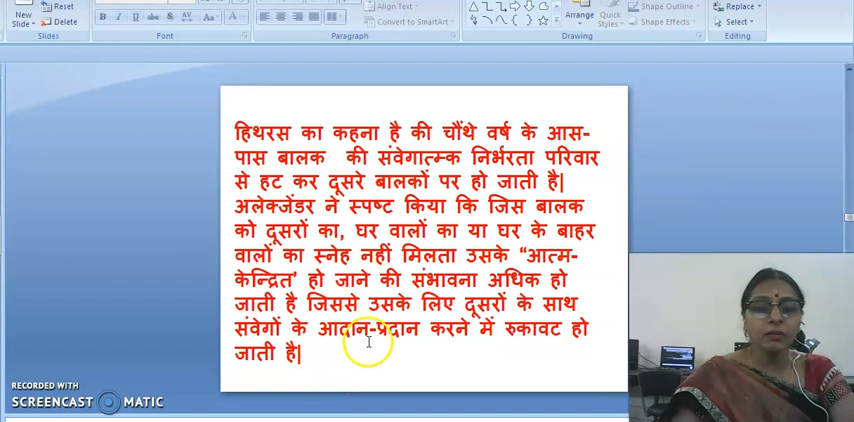 New Slide
Reset
Delete
Slides
B I U abc S AV Aa A
Font
Align Text
Convert to SmartArt
Paragraph
Arrange
Quick Styles
Shape Outline
Shape Effects
Drawing
Replace
Select
Editing
हिथरस का कहना है की चौंथे वर्ष के आस-
पास बालक की संवेगात्म्क निर्भरता परिवार
से हट कर दूसरे बालकों पर हो जाती है|
अलेक्जेंडर ने स्पष्ट किया कि जिस बालक
को दूसरों का, घर वालों का या घर के बाहर
वालों का स्नेह नहीं मिलता उसके “आत्म-
केन्द्रित’ हो जाने की संभावना अधिक हो
जाती है जिससे उसके लिए दूसरों के साथ
संवेगों के आदान-प्रदान करने में रुकावट हो
जाती है|
RECORDED WITH
SCREENCAST MATIC